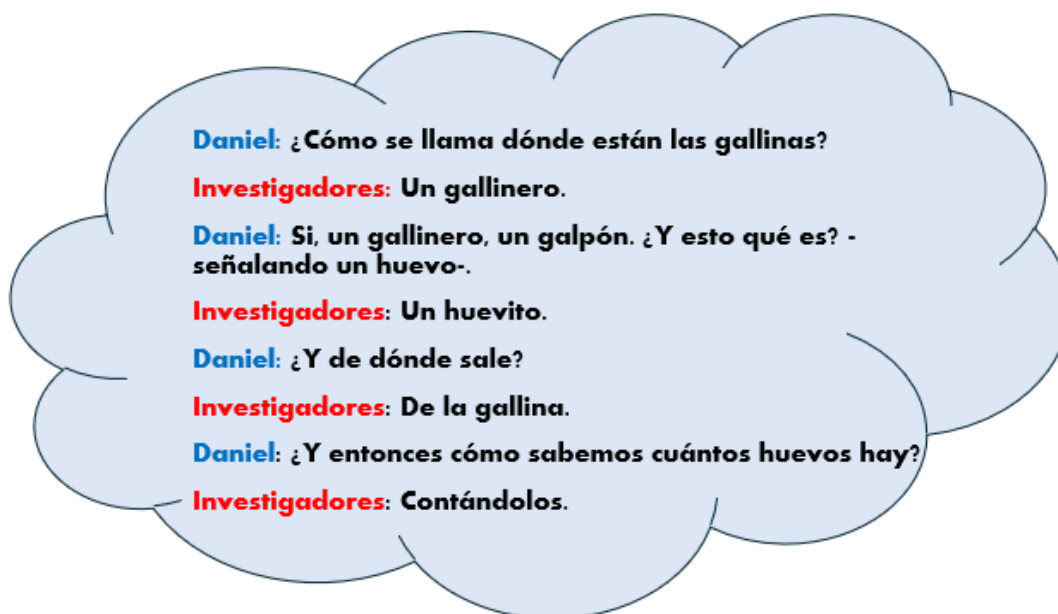 Daniel: ¿Cómo se llama dónde están las gallinas?
Investigadores: Un gallinero.
Daniel: Si, un gallinero, un galpón. ¿Y esto qué es? -
señalando un huevo-.
Investigadores: Un huevito.
Daniel: ¿Y de dónde sale?
Investigadores: De la gallina.
Daniel: ¿Y entonces cómo sabemos cuántos huevos hay?
Investigadores: Contándolos.